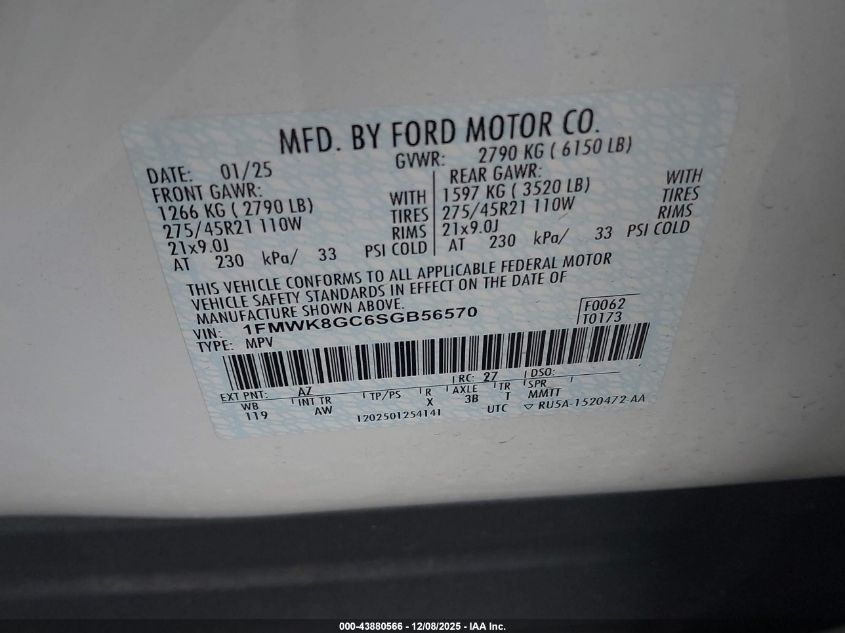 MFD. BY FORD MOTOR CO.
DATE: 01/25 GVWR: 2790 KG ( 6150 LB)
FRONT GAWR: REAR GAWR:
1266 KG ( 2790 LB) WITH 1597 KG ( 3520 LB) WITH
275/45R21 110W TIRES 275/45R21 110W TIRES
21x9.0J RIMS 21x9.0J RIMS
AT 230 kPa/ 33 PSI COLD AT 230 kPa/ 33 PSI COLD
THIS VEHICLE CONFORMS TO ALL APPLICABLE FEDERAL MOTOR
VEHICLE SAFETY STANDARDS IN EFFECT ON THE DATE OF
MANUFACTURE SHOWN ABOVE.
VIN: 1FMWK8GC6SGB56570 F0062
TYPE: MPV T0173
EXT PNT: AZ RC: 27 DSO:
WB INT TR TP/PS R AXLE TR SPR
119 AW X 3B T MMTT
1202501254141 UTC ▽ RU5A-1520472-AA
000-43880566 - 12/08/2025 - IAA Inc.